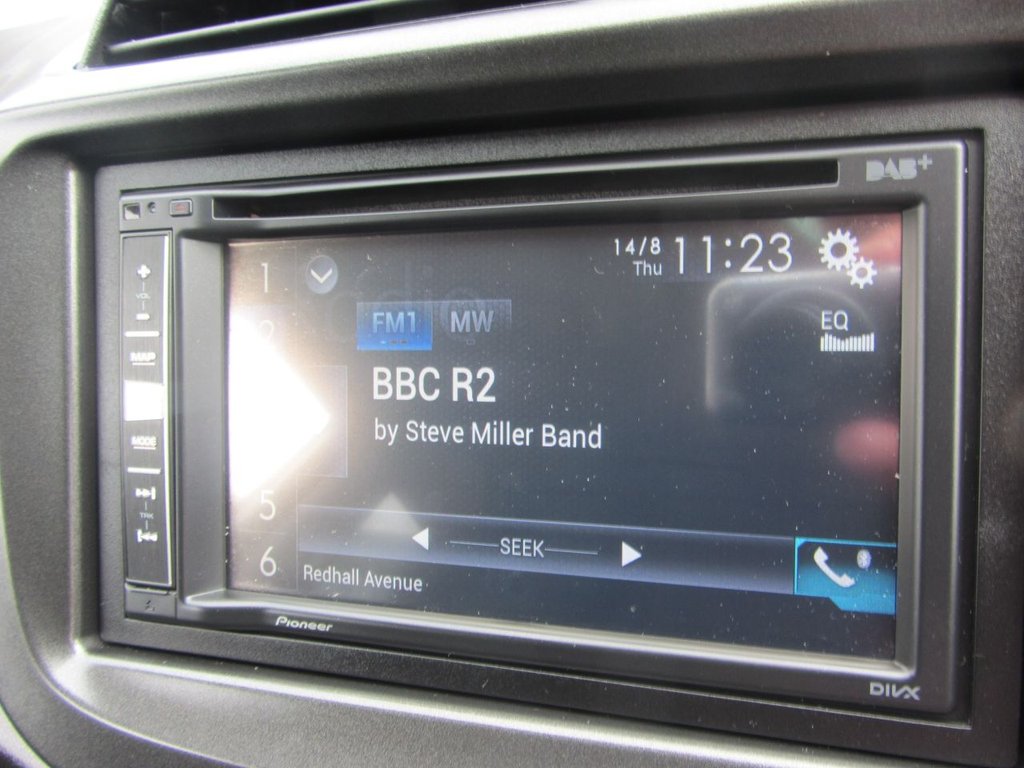 DAB+
14/8
Thu
11:23
1
FM1 MW
EQ
2
BBC R2
by Steve Miller Band
5
SEEK
6
Redhall Avenue
+
VOL
-
MAP
MODE
TRK
Pioneer
DIVX